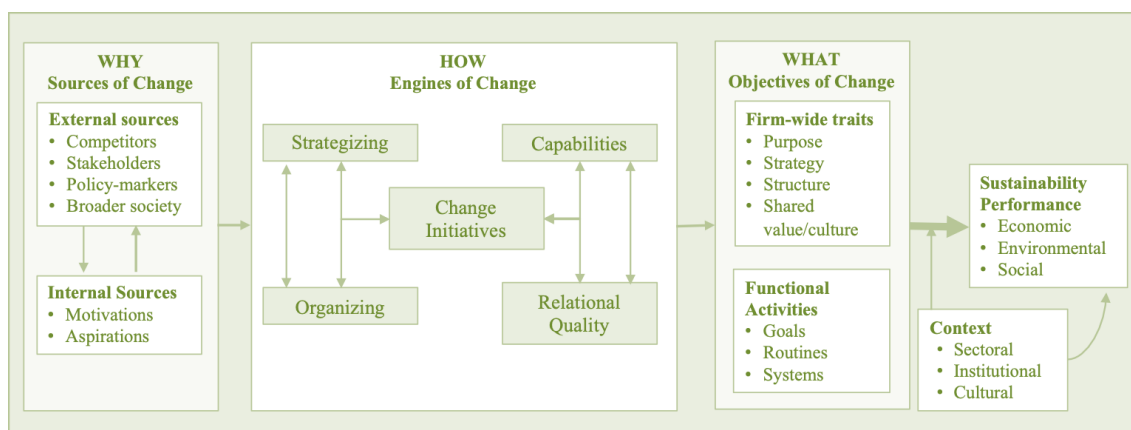 WHY
Sources of Change
External sources
• Competitors
• Stakeholders
• Policy-markers
• Broader society
Internal Sources
• Motivations
• Aspirations
HOW
Engines of Change
Strategizing
Capabilities
Change
Initiatives
Organizing
Relational
Quality
WHAT
Objectives of Change
Firm-wide traits
• Purpose
• Strategy
• Structure
• Shared
value/culture
Functional
Activities
• Goals
• Routines
• Systems
Sustainability
Performance
• Economic
• Environmental
• Social
Context
• Sectoral
• Institutional
• Cultural